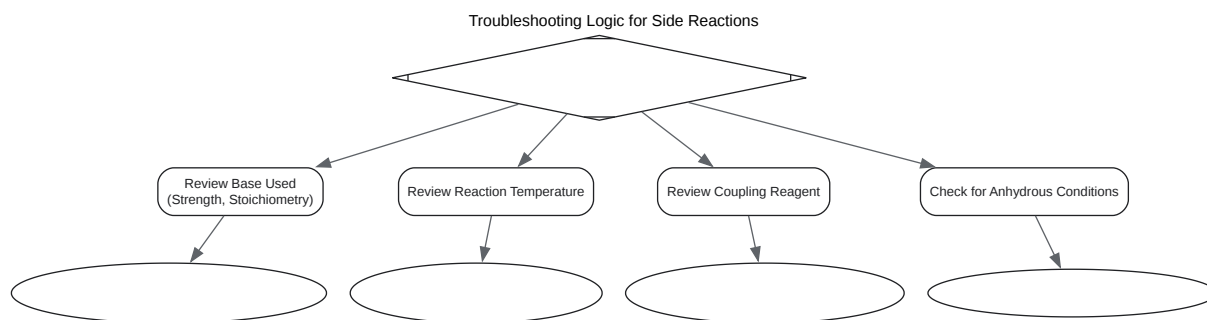 Troubleshooting Logic for Side Reactions
Review Base Used
(Strength, Stoichiometry)
Review Reaction Temperature
Review Coupling Reagent
Check for Anhydrous Conditions